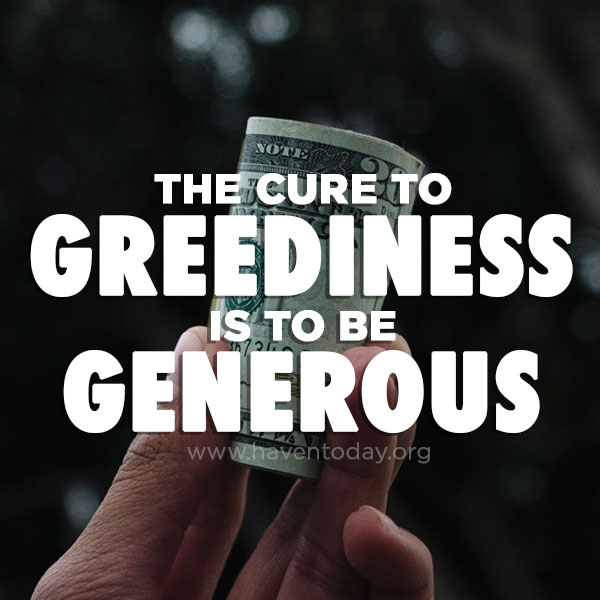 NOTE
THE CURE TO
GREEDINESS
IS TO BE
GENEROUS
www.haventoday.org